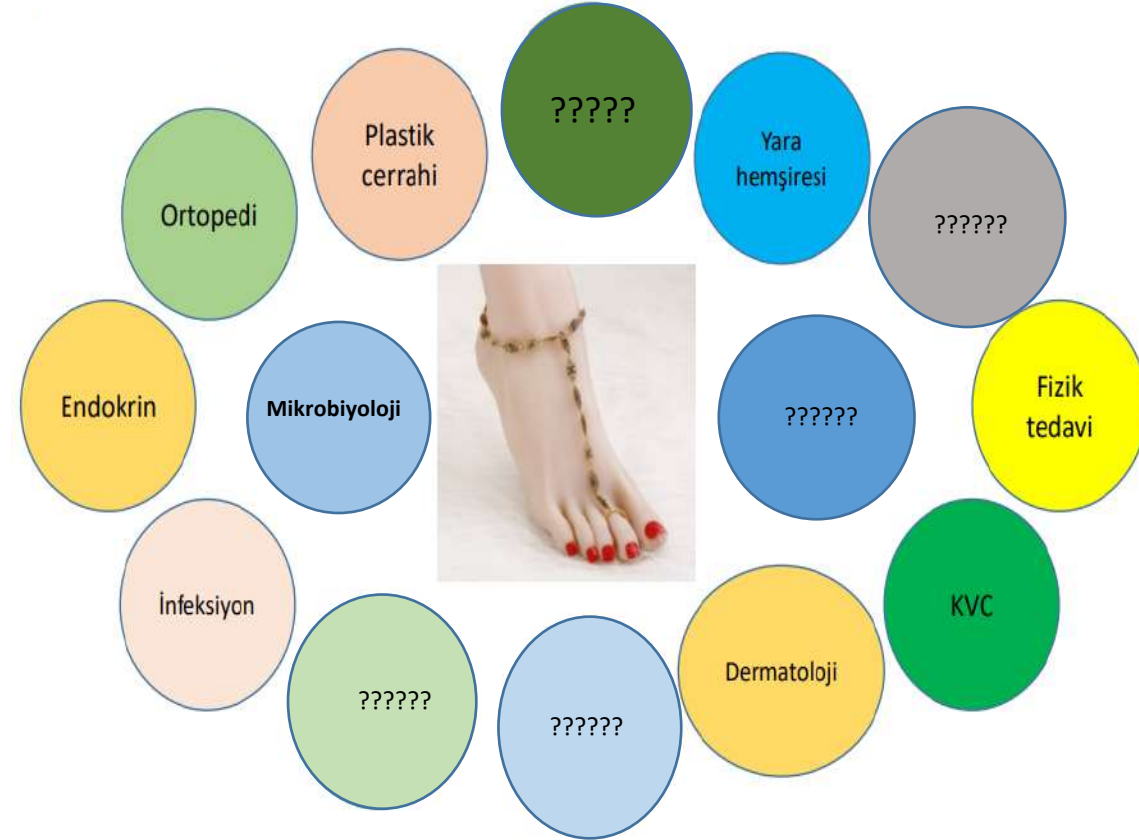 ?????
Plastik
cerrahi
Yara
hemşiresi
Ortopedi
??????
Endokrin
Mikrobiyoloji
??????
Fizik
tedavi
İnfeksiyon
KVC
??????
??????
Dermatoloji